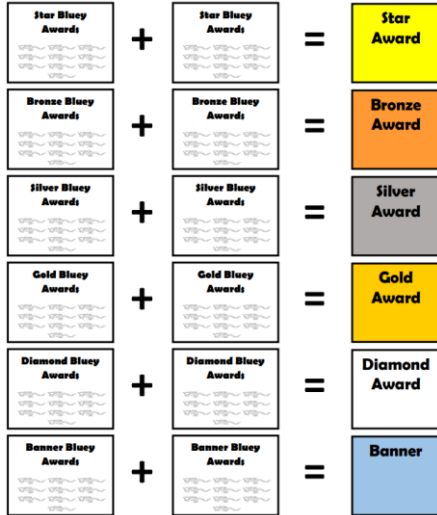 Star Bluey
Awards
+
Star Bluey
Awards
=
Star
Award
Bronze Bluey
Awards
+
Bronze Bluey
Awards
=
Bronze
Award
Silver Bluey
Awards
+
Silver Bluey
Awards
=
Silver
Award
Gold Bluey
Awards
+
Gold Bluey
Awards
=
Gold
Award
Diamond Bluey
Awards
+
Diamond Bluey
Awards
=
Diamond
Award
Banner Bluey
Awards
+
Banner Bluey
Awards
=
Banner